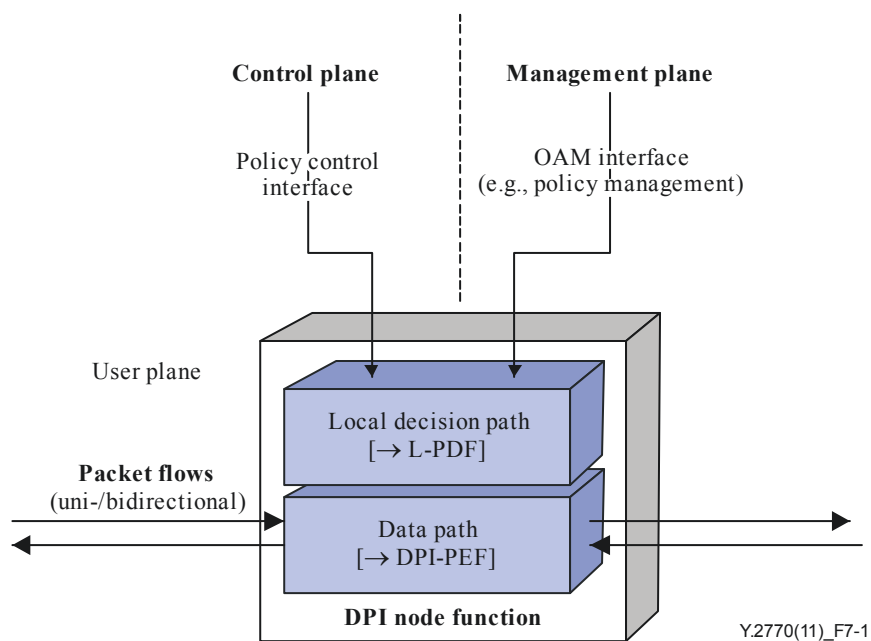 Control plane
Management plane
Policy control
interface
OAM interface
(e.g., policy management)
User plane
Local decision path
[→ L-PDF]
Packet flows
(uni-/bidirectional)
Data path
[→ DPI-PEF]
DPI node function
Y.2770(11)_F7-1